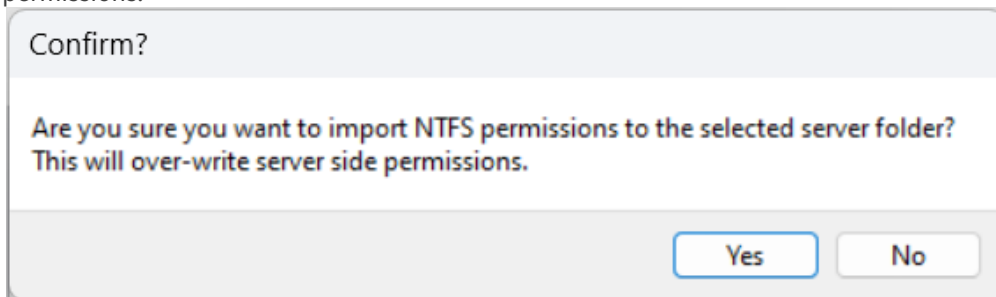 permissions.
Confirm?
Are you sure you want to import NTFS permissions to the selected server folder?
This will over-write server side permissions.
Yes
No